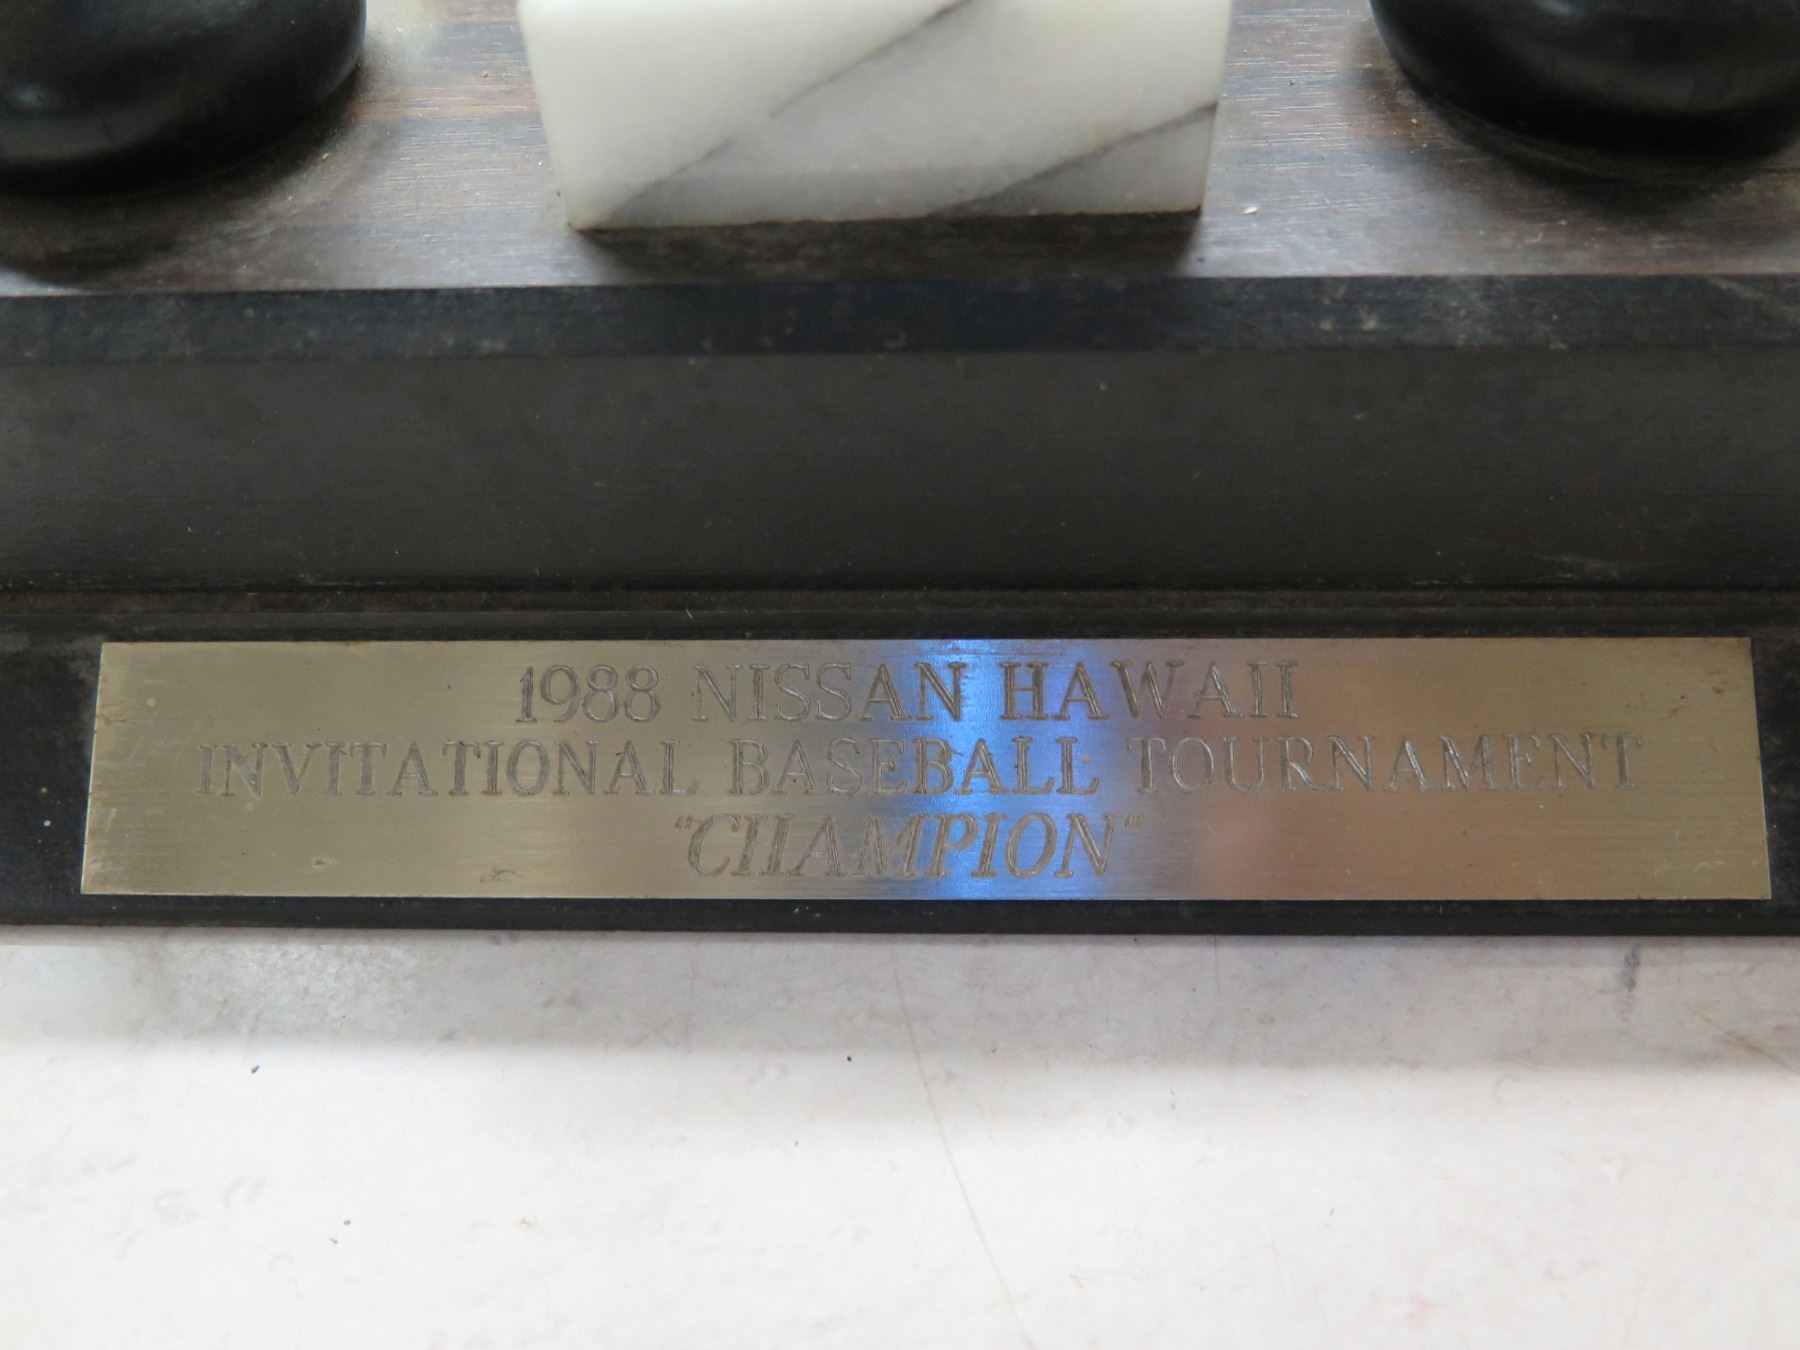 1988 NISSAN HAWAII
INVITATIONAL BASEBALL TOURNAMENT
"CHAMPION"